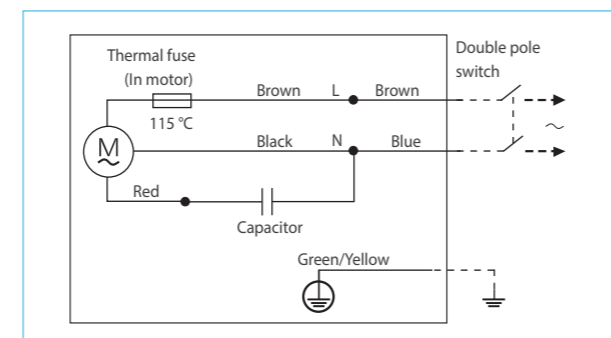 Thermal fuse
(In motor)
115 °C
Brown
L
Brown
Double pole
switch
M
Black
N
Blue
Red
Capacitor
Green/Yellow